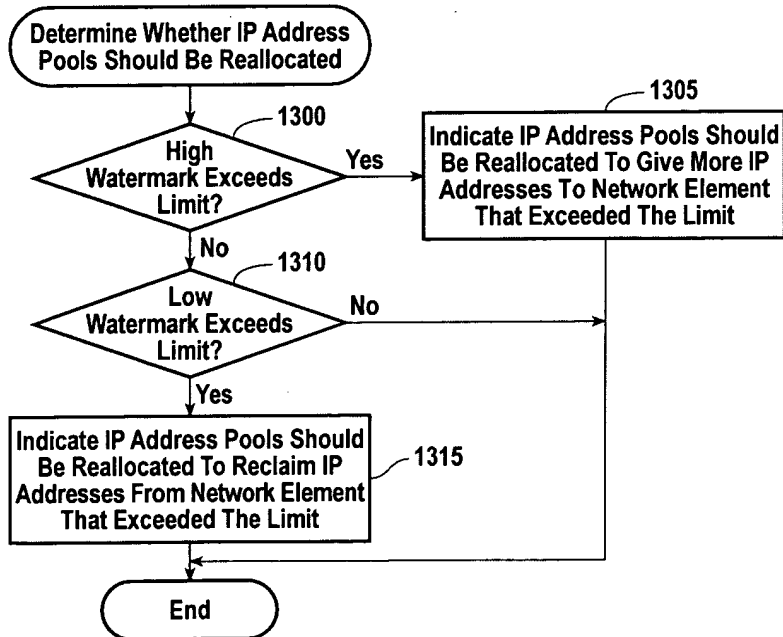 Determine Whether IP Address
Pools Should Be Reallocated
1300
High
Watermark Exceeds
Limit?
Yes
1305
Indicate IP Address Pools Should
Be Reallocated To Give More IP
Addresses To Network Element
That Exceeded The Limit
No
1310
Low
Watermark Exceeds
Limit?
No
Yes
Indicate IP Address Pools Should
Be Reallocated To Reclaim IP
Addresses From Network Element
That Exceeded The Limit
1315
End